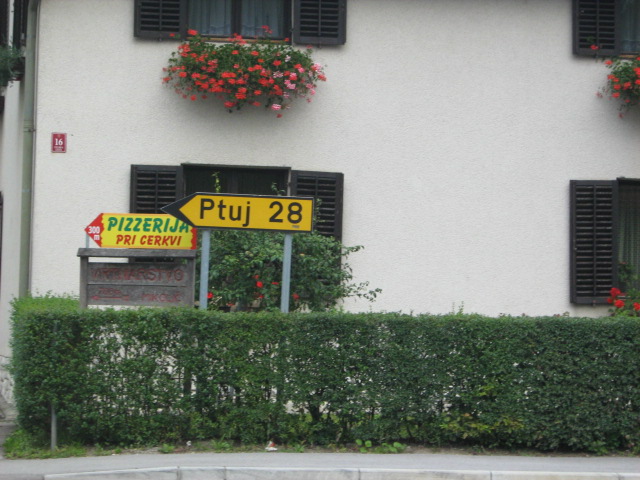 16
Ptuj 28
300
m
PIZZERIJA
PRI CERKVI